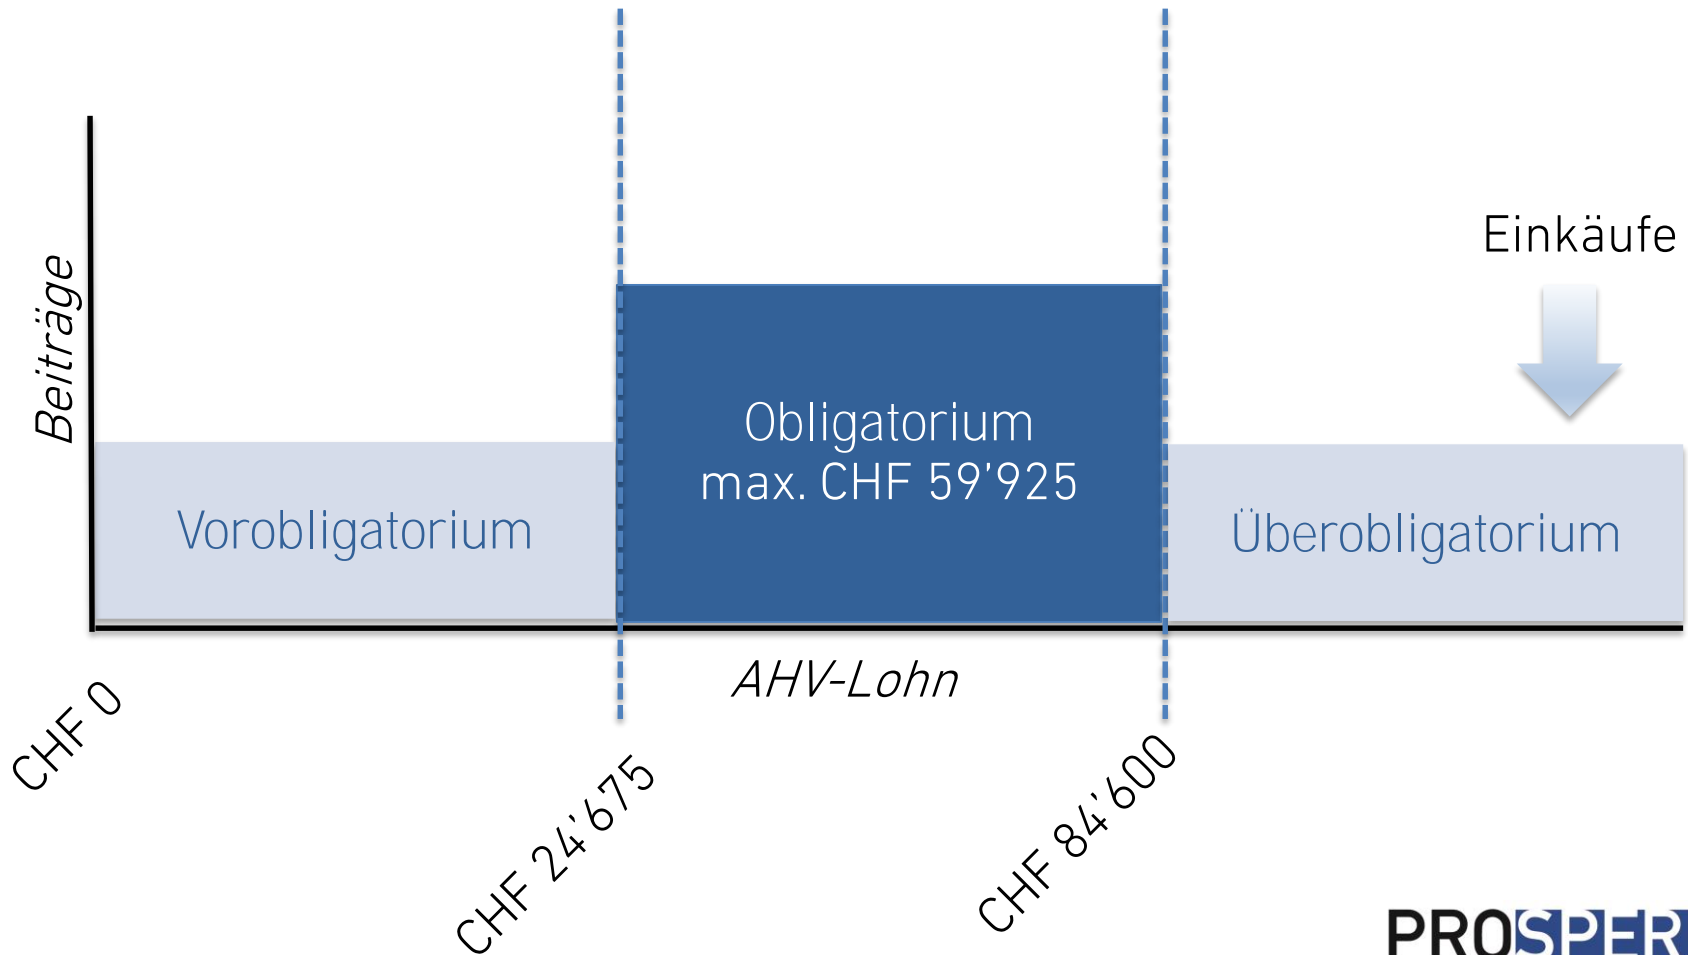 Einkäufe
Beiträge
Obligatorium
max. CHF 59'925
Vorobligatorium
Überobligatorium
AHV-Lohn
CHF 0
CHF 24'675
CHF 84'600
PROSPER